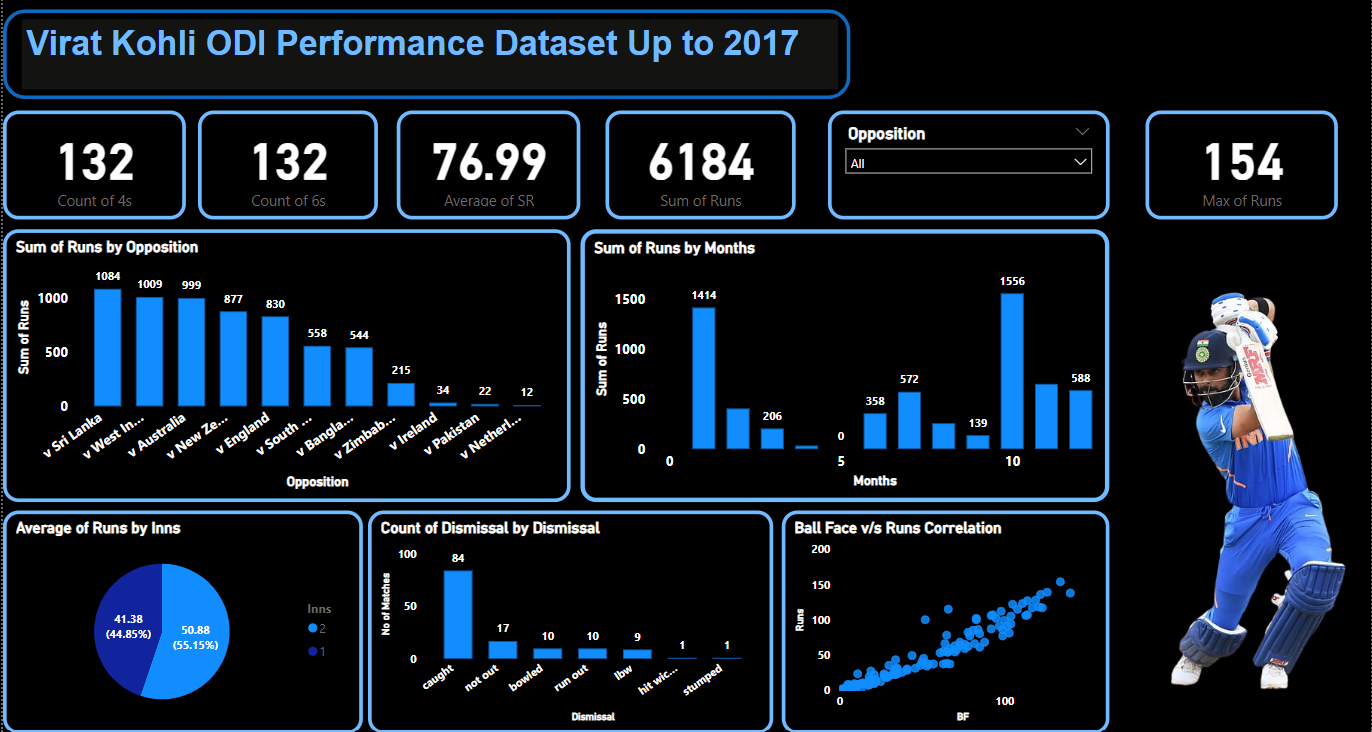 Virat Kohli ODI Performance Dataset Up to 2017
132
Count of 4s
132
Count of 6s
76.99
Average of SR
6184
Sum of Runs
Opposition
All
154
Max of Runs
Sum of Runs by Opposition
Sum of Runs
1000
500
0
1084
1009
999
877
830
558
544
215
34
22
12
v Sri Lanka
v West In...
v Australia
v New Ze...
v England
v South ...
v Bangla...
v Zimbab...
v Ireland
v Pakistan
v Netherl...
Opposition
Sum of Runs by Months
Sum of Runs
1500
1000
500
0
1414
206
0
358
572
139
1556
588
0
5
10
Months
Average of Runs by Inns
41.38
(44.85%)
50.88
(55.15%)
Inns
2
1
Count of Dismissal by Dismissal
No of Matches
100
50
0
84
17
10
10
9
1
1
caught
not out
bowled
run out
lbw
hit wic...
stumped
Dismissal
Ball Face v/s Runs Correlation
Runs
200
150
100
50
0
0
100
BF
MRF
IN